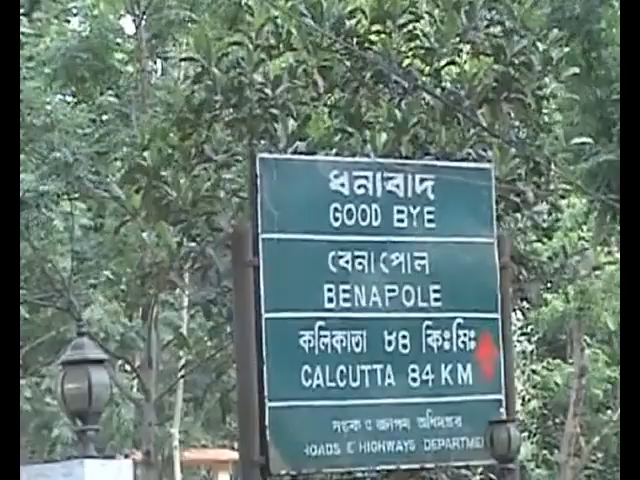 ধন্যবাদ
GOOD BYE
বেনাপোল
BENAPOLE
কলিকাতা ৮৪ কিঃমিঃ
CALCUTTA 84 KM
সড়ক ও জনপথ অধিদপ্তর
ROADS & HIGHWAYS DEPARTMENT